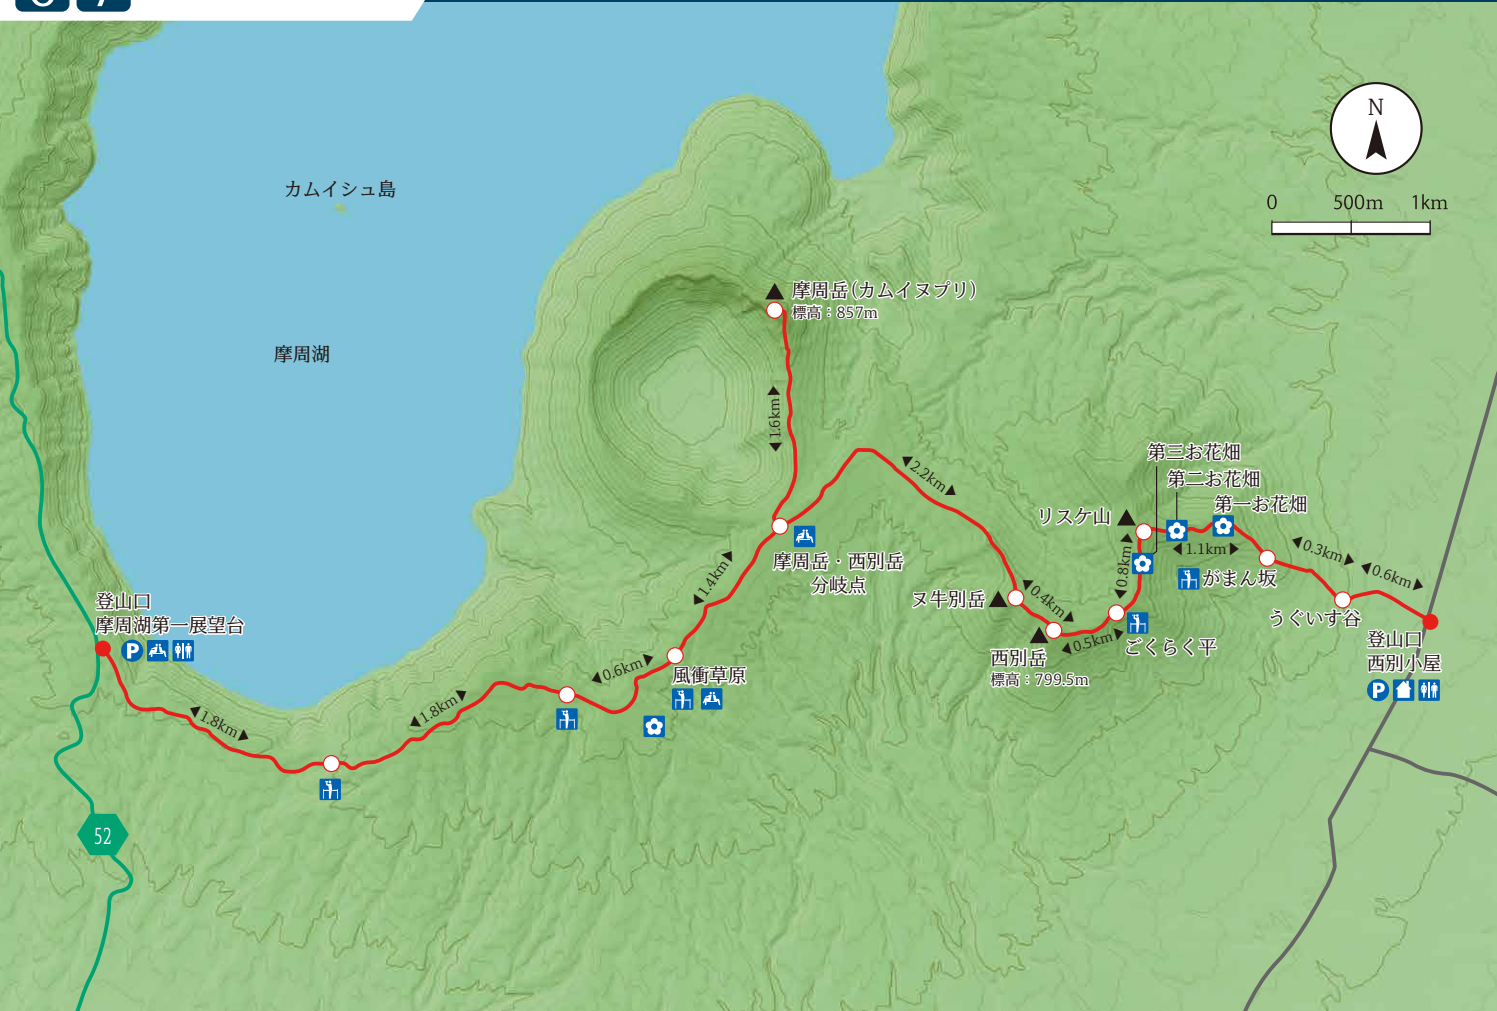 N
0 500m 1km
カムイシュ島
摩周湖
摩周岳(カムイヌプリ)
標高：857m
1.6km
2.2km
第三お花畑
第二お花畑
第一お花畑
リスケ山
1.1km
0.3km
0.6km
0.8km
がまん坂
うぐいす谷
摩周岳・西別岳
分岐点
1.4km
ヌ牛別岳
0.4km
0.5km
ごくらく平
西別岳
標高：799.5m
登山口
西別小屋
P
登山口
摩周湖第一展望台
P
風衝草原
0.6km
1.8km
1.8km
52